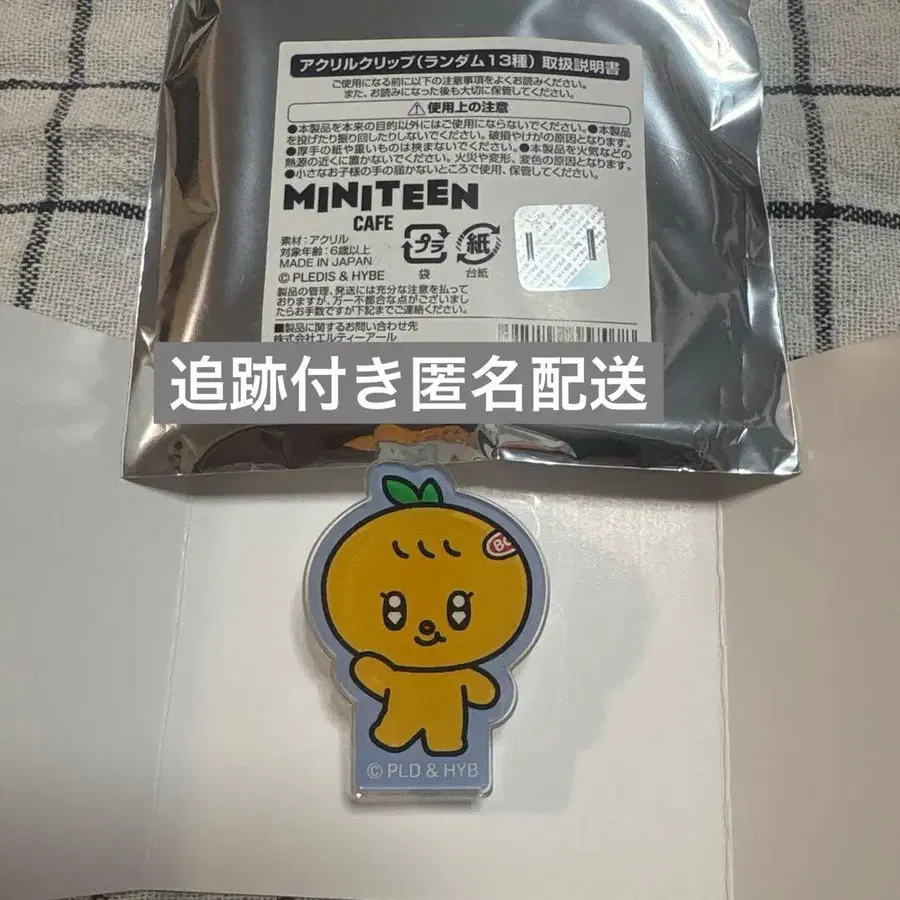 アクリルクリップ(ランダム13種) 取扱説明書
ご使用になる前に以下の注意事項をよくお読みください。
また、お読みになった後も大切に保管してください。
⚠使用上の注意
●本製品を本来の目的以外にはご使用にならないでください。●本製品
を投げたり振り回したりしないでください。破損やけがの原因となります。
●厚手の紙や重いものは挟まないでください。●本製品を火気などの
熱源の近くに置かないでください。火災や変形、変色の原因となります。
●小さなお子様の手の届かないところで使用、保管してください。
MINITEEN
CAFE
素材:アクリル
対象年齢:6歳以上
MADE IN JAPAN
© PLEDIS & HYBE
プラ
袋
紙
台紙
製品の管理、発送には充分な注意を払って
おりますが、万一不都合な点がございまし
たらお手数ですが下記までご連絡ください。
■製品に関するお問い合わせ先
株式会社エルティーアール
追跡付き匿名配送
© PLD & HYB